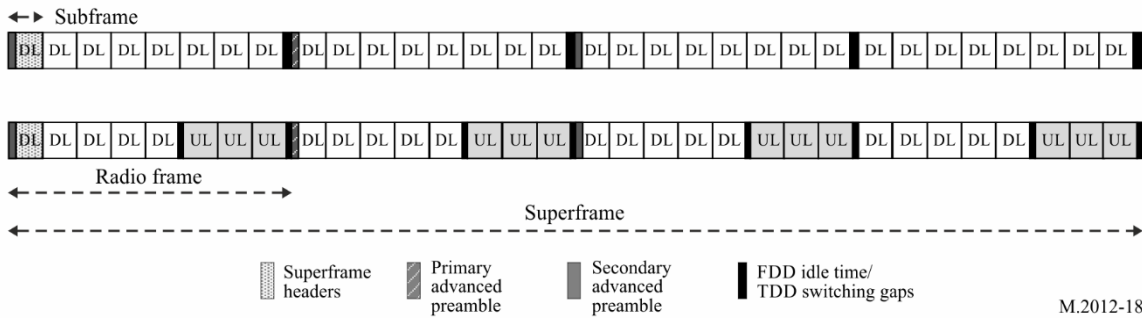 Subframe
DL DL DL DL DL DL DL DL DL DL DL DL DL DL DL DL DL DL DL DL DL DL DL DL DL DL DL DL DL DL DL DL
DL DL DL DL DL UL UL UL DL DL DL DL DL UL UL UL DL DL DL DL DL UL UL UL DL DL DL DL DL UL UL UL
Radio frame
Superframe
Superframe
headers
Primary
advanced
preamble
Secondary
advanced
preamble
FDD idle time/
TDD switching gaps
M.2012-18